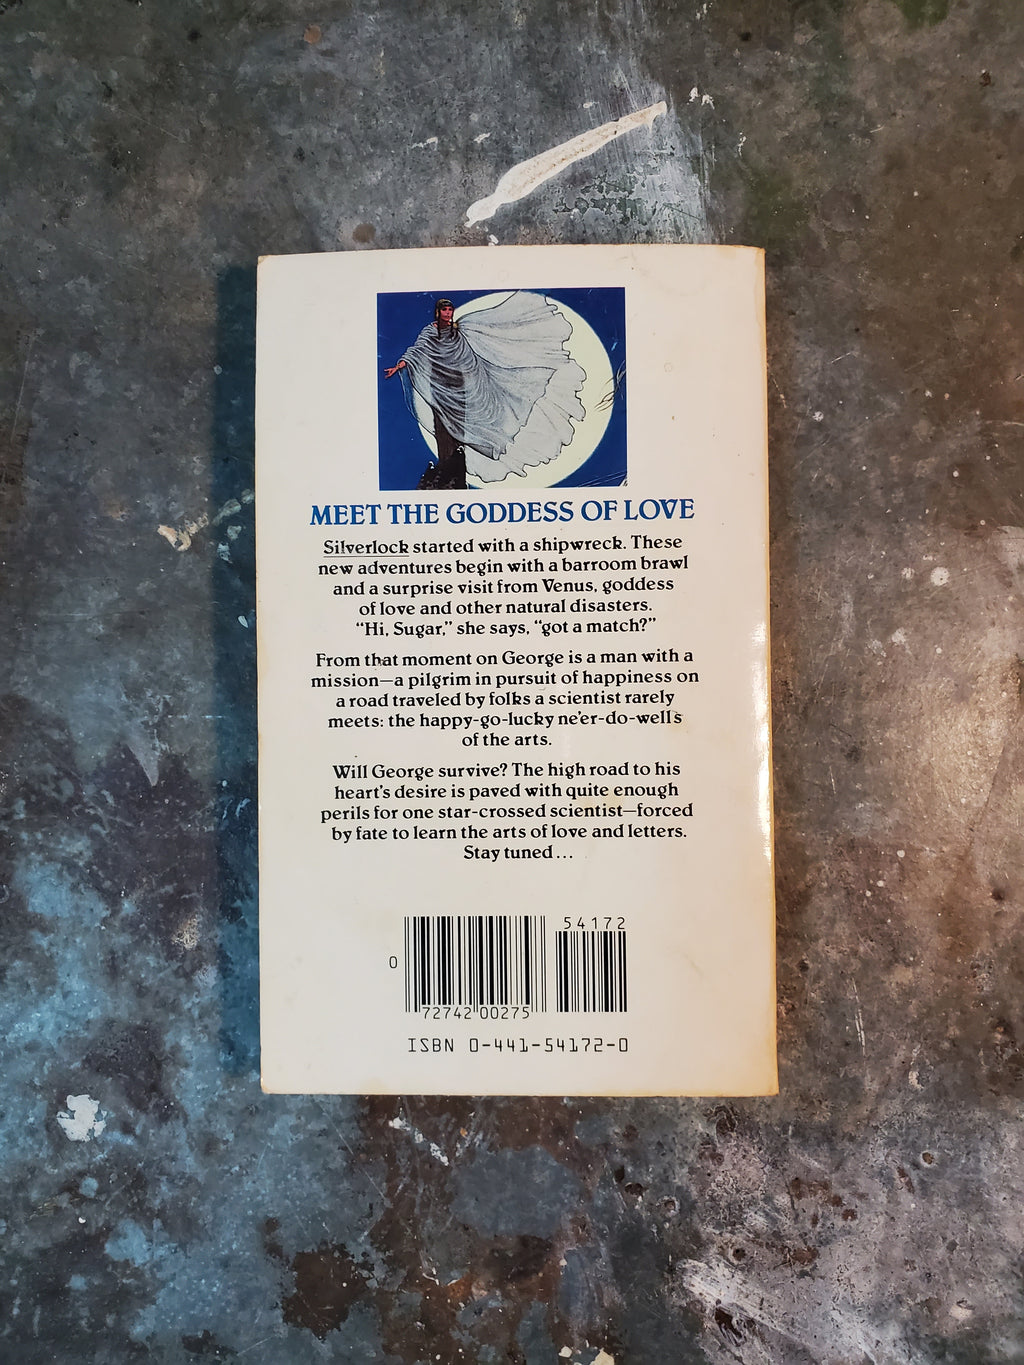 MEET THE GODDESS OF LOVE
Silverlock started with a shipwreck. These
new adventures begin with a barroom brawl
and a surprise visit from Venus, goddess
of love and other natural disasters.
“Hi, Sugar,” she says, “got a match?”
From that moment on George is a man with a
mission—a pilgrim in pursuit of happiness on
a road traveled by folks a scientist rarely
meets: the happy-go-lucky ne'er-do-wells
of the arts.
Will George survive? The high road to his
heart's desire is paved with quite enough
perils for one star-crossed scientist—forced
by fate to learn the arts of love and letters.
Stay tuned...
54172
0
72742 00275
ISBN 0-441-54172-0